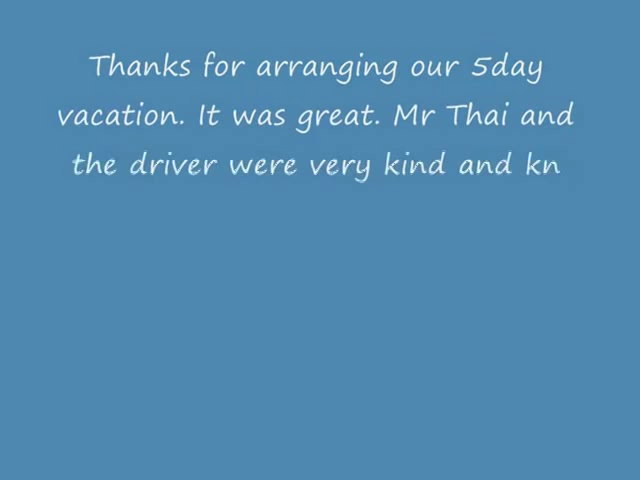 Thanks for arranging our 5day
vacation. It was great. Mr Thai and
the driver were very kind and kn